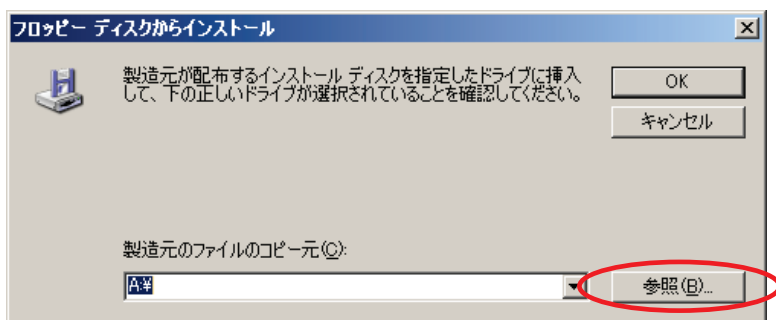 フロッピー ディスクからインストール
製造元が配布するインストール ディスクを指定したドライブに挿入
して、下の正しいドライブが選択されていることを確認してください。
OK
キャンセル
製造元のファイルのコピー元(C):
A:¥
参照(B)...